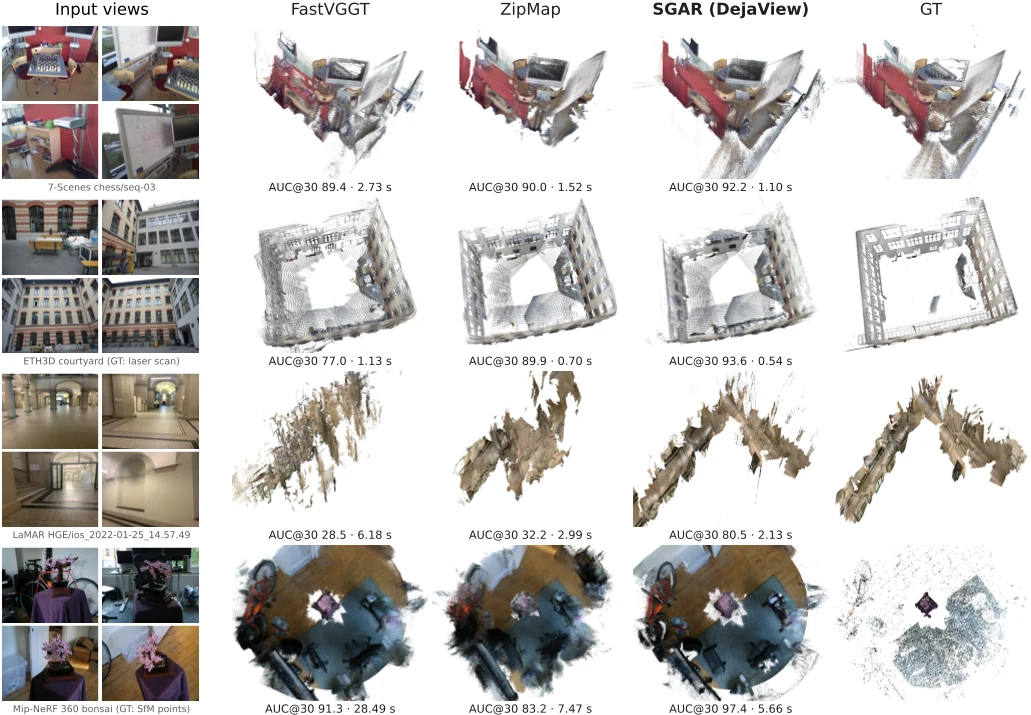 Input views
FastVGGT
ZipMap
SGAR (DejaView)
GT
7-Scenes chess/seq-03
AUC@30 89.4 · 2.73 s
AUC@30 90.0 · 1.52 s
AUC@30 92.2 · 1.10 s
ETH3D courtyard (GT: laser scan)
AUC@30 77.0 · 1.13 s
AUC@30 89.9 · 0.70 s
AUC@30 93.6 · 0.54 s
LaMAR HGE/ios_2022-01-25_14.57.49
AUC@30 28.5 · 6.18 s
AUC@30 32.2 · 2.99 s
AUC@30 80.5 · 2.13 s
Mip-NeRF 360 bonsai (GT: SfM points)
AUC@30 91.3 · 28.49 s
AUC@30 83.2 · 7.47 s
AUC@30 97.4 · 5.66 s